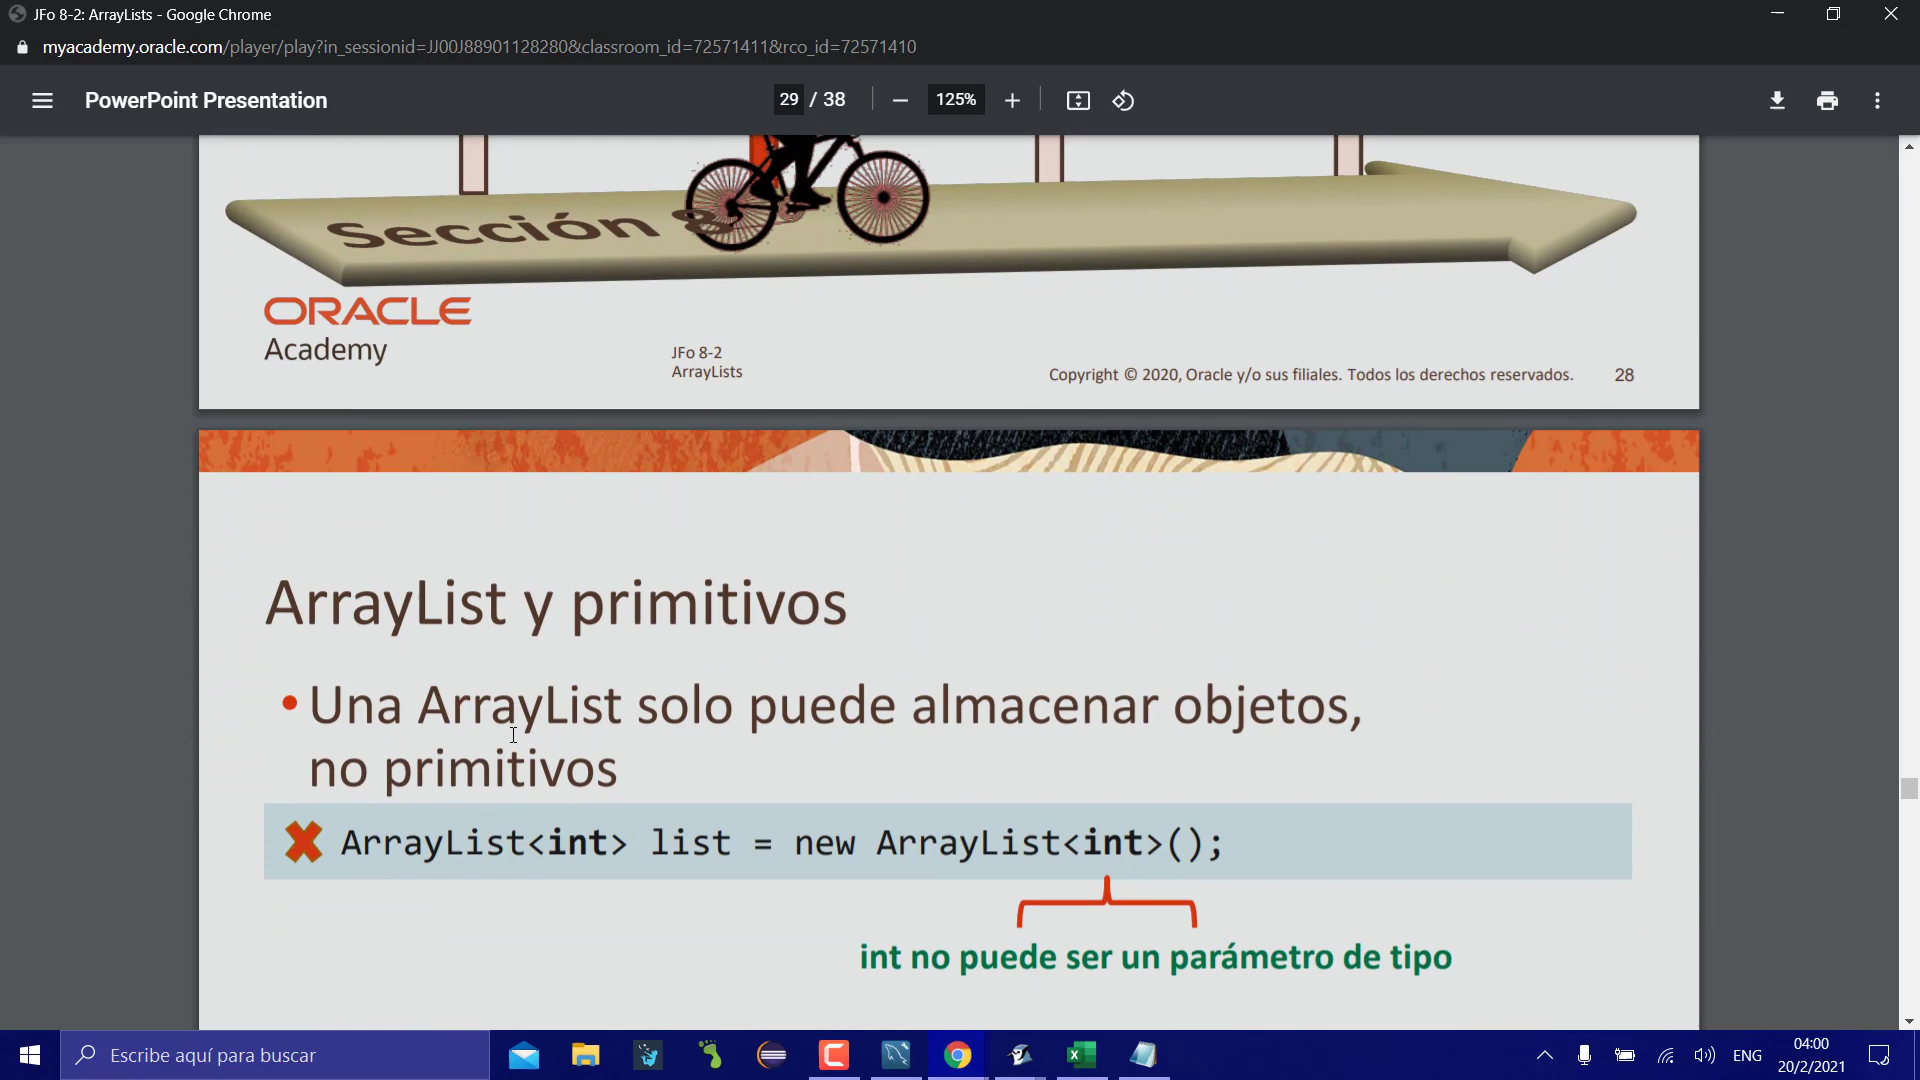 JFo 8-2: ArrayLists - Google Chrome
myacademy.oracle.com/player/play?in_sessionid=JJ00J88901128280&classroom_id=72571411&rco_id=72571410
PowerPoint Presentation
29 / 38
125%
Sección 8
ORACLE
Academy
JFo 8-2
ArrayLists
Copyright © 2020, Oracle y/o sus filiales. Todos los derechos reservados.
28
ArrayList y primitivos
• Una ArrayList solo puede almacenar objetos,
no primitivos
ArrayList<int> list = new ArrayList<int>();
int no puede ser un parámetro de tipo
Escribe aquí para buscar
ENG
04:00
20/2/2021